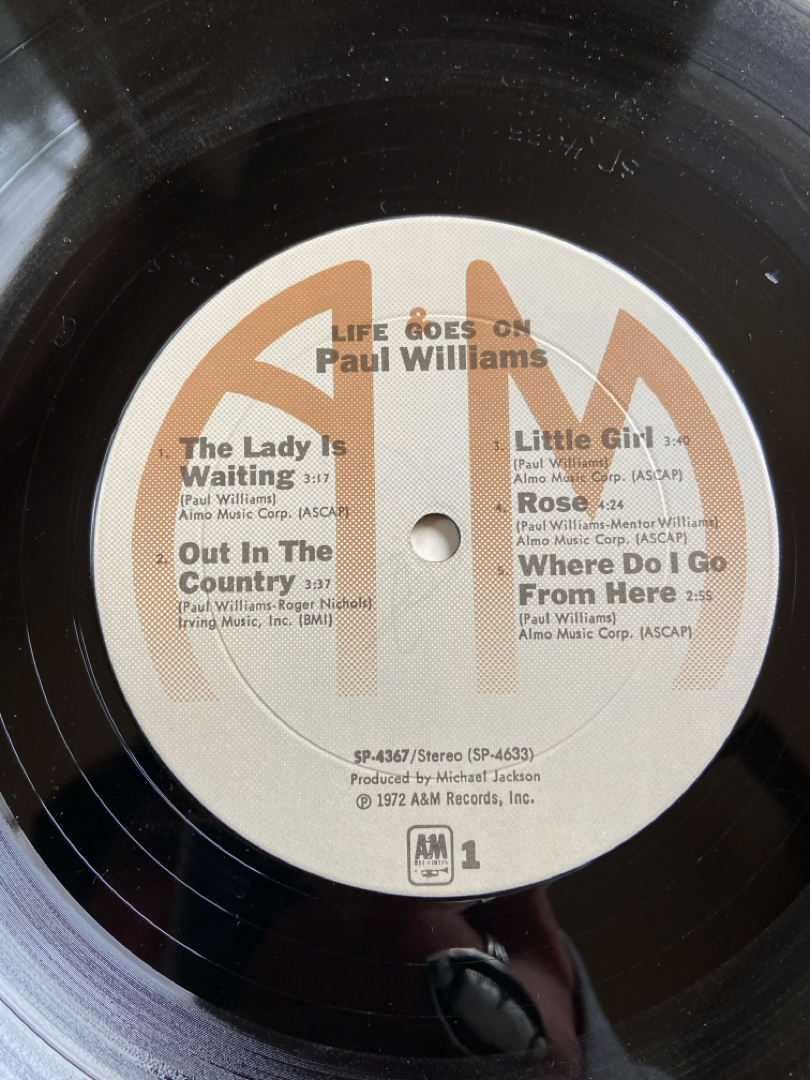 A&M
LIFE GOES ON
Paul Williams
1. The Lady Is
Waiting 3:17
(Paul Williams)
Almo Music Corp. (ASCAP)
2. Out In The
Country 3:37
(Paul Williams-Roger Nichols)
Irving Music, Inc. (BMI)
Little Girl 3:40
(Paul Williams)
Almo Music Corp. (ASCAP)
4. Rose 4:24
(Paul Williams-Mentor Williams)
Almo Music Corp. (ASCAP)
5. Where Do I Go
From Here 2:55
(Paul Williams)
Almo Music Corp. (ASCAP)
SP-4367/Stereo (SP-4633)
Produced by Michael Jackson
℗ 1972 A&M Records, Inc.
A&M
RECORDS
1